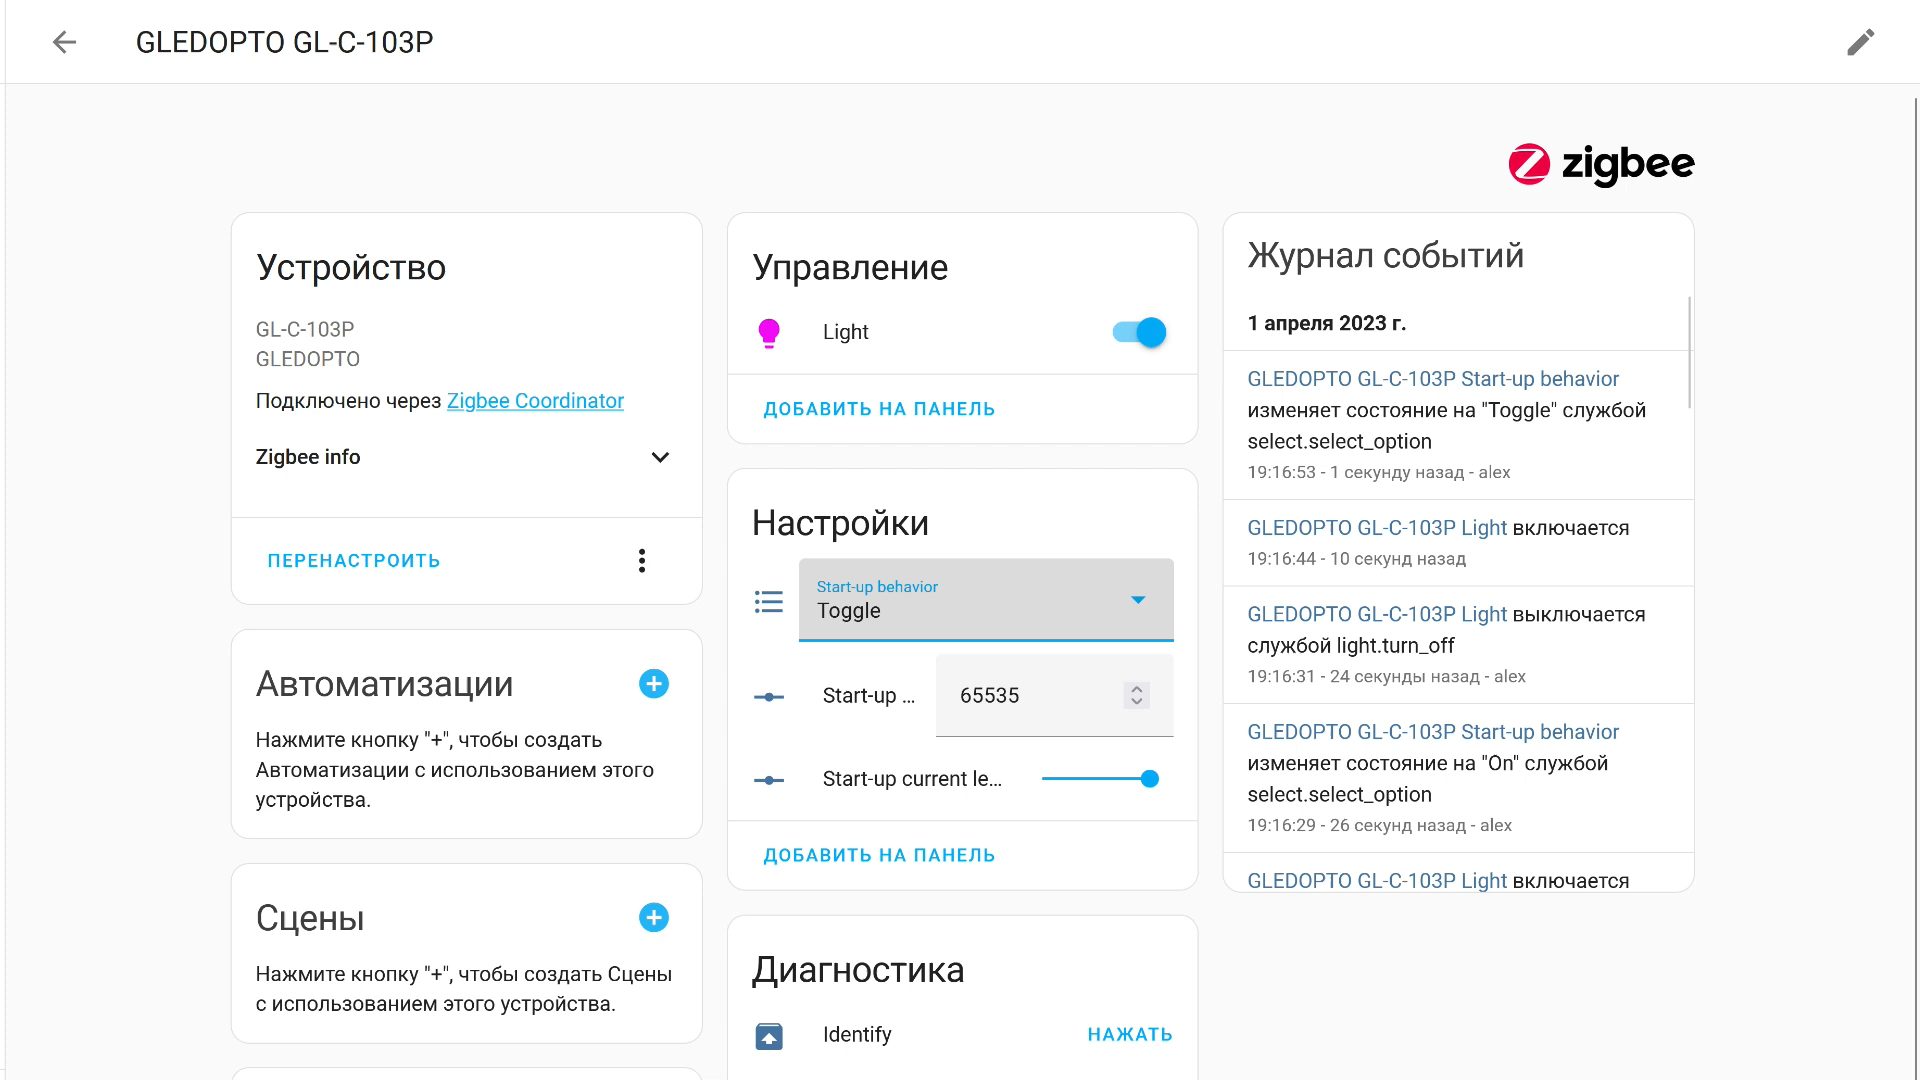 GLEDOPTO GL-C-103P
zigbee
Устройство
GL-C-103P
GLEDOPTO
Подключено через Zigbee Coordinator
Zigbee info
ПЕРЕНАСТРОИТЬ
Автоматизации
Нажмите кнопку "+", чтобы создать
Автоматизации с использованием этого
устройства.
Сцены
Нажмите кнопку "+", чтобы создать Сцены
с использованием этого устройства.
Управление
Light
ДОБАВИТЬ НА ПАНЕЛЬ
Настройки
Start-up behavior
Toggle
Start-up ...
65535
Start-up current le...
ДОБАВИТЬ НА ПАНЕЛЬ
Диагностика
Identify
НАЖАТЬ
Журнал событий
1 апреля 2023 г.
GLEDOPTO GL-C-103P Start-up behavior
изменяет состояние на "Toggle" службой
select.select_option
19:16:53 - 1 секунду назад - alex
GLEDOPTO GL-C-103P Light включается
19:16:44 - 10 секунд назад
GLEDOPTO GL-C-103P Light выключается
службой light.turn_off
19:16:31 - 24 секунды назад - alex
GLEDOPTO GL-C-103P Start-up behavior
изменяет состояние на "On" службой
select.select_option
19:16:29 - 26 секунд назад - alex
GLEDOPTO GL-C-103P Light включается